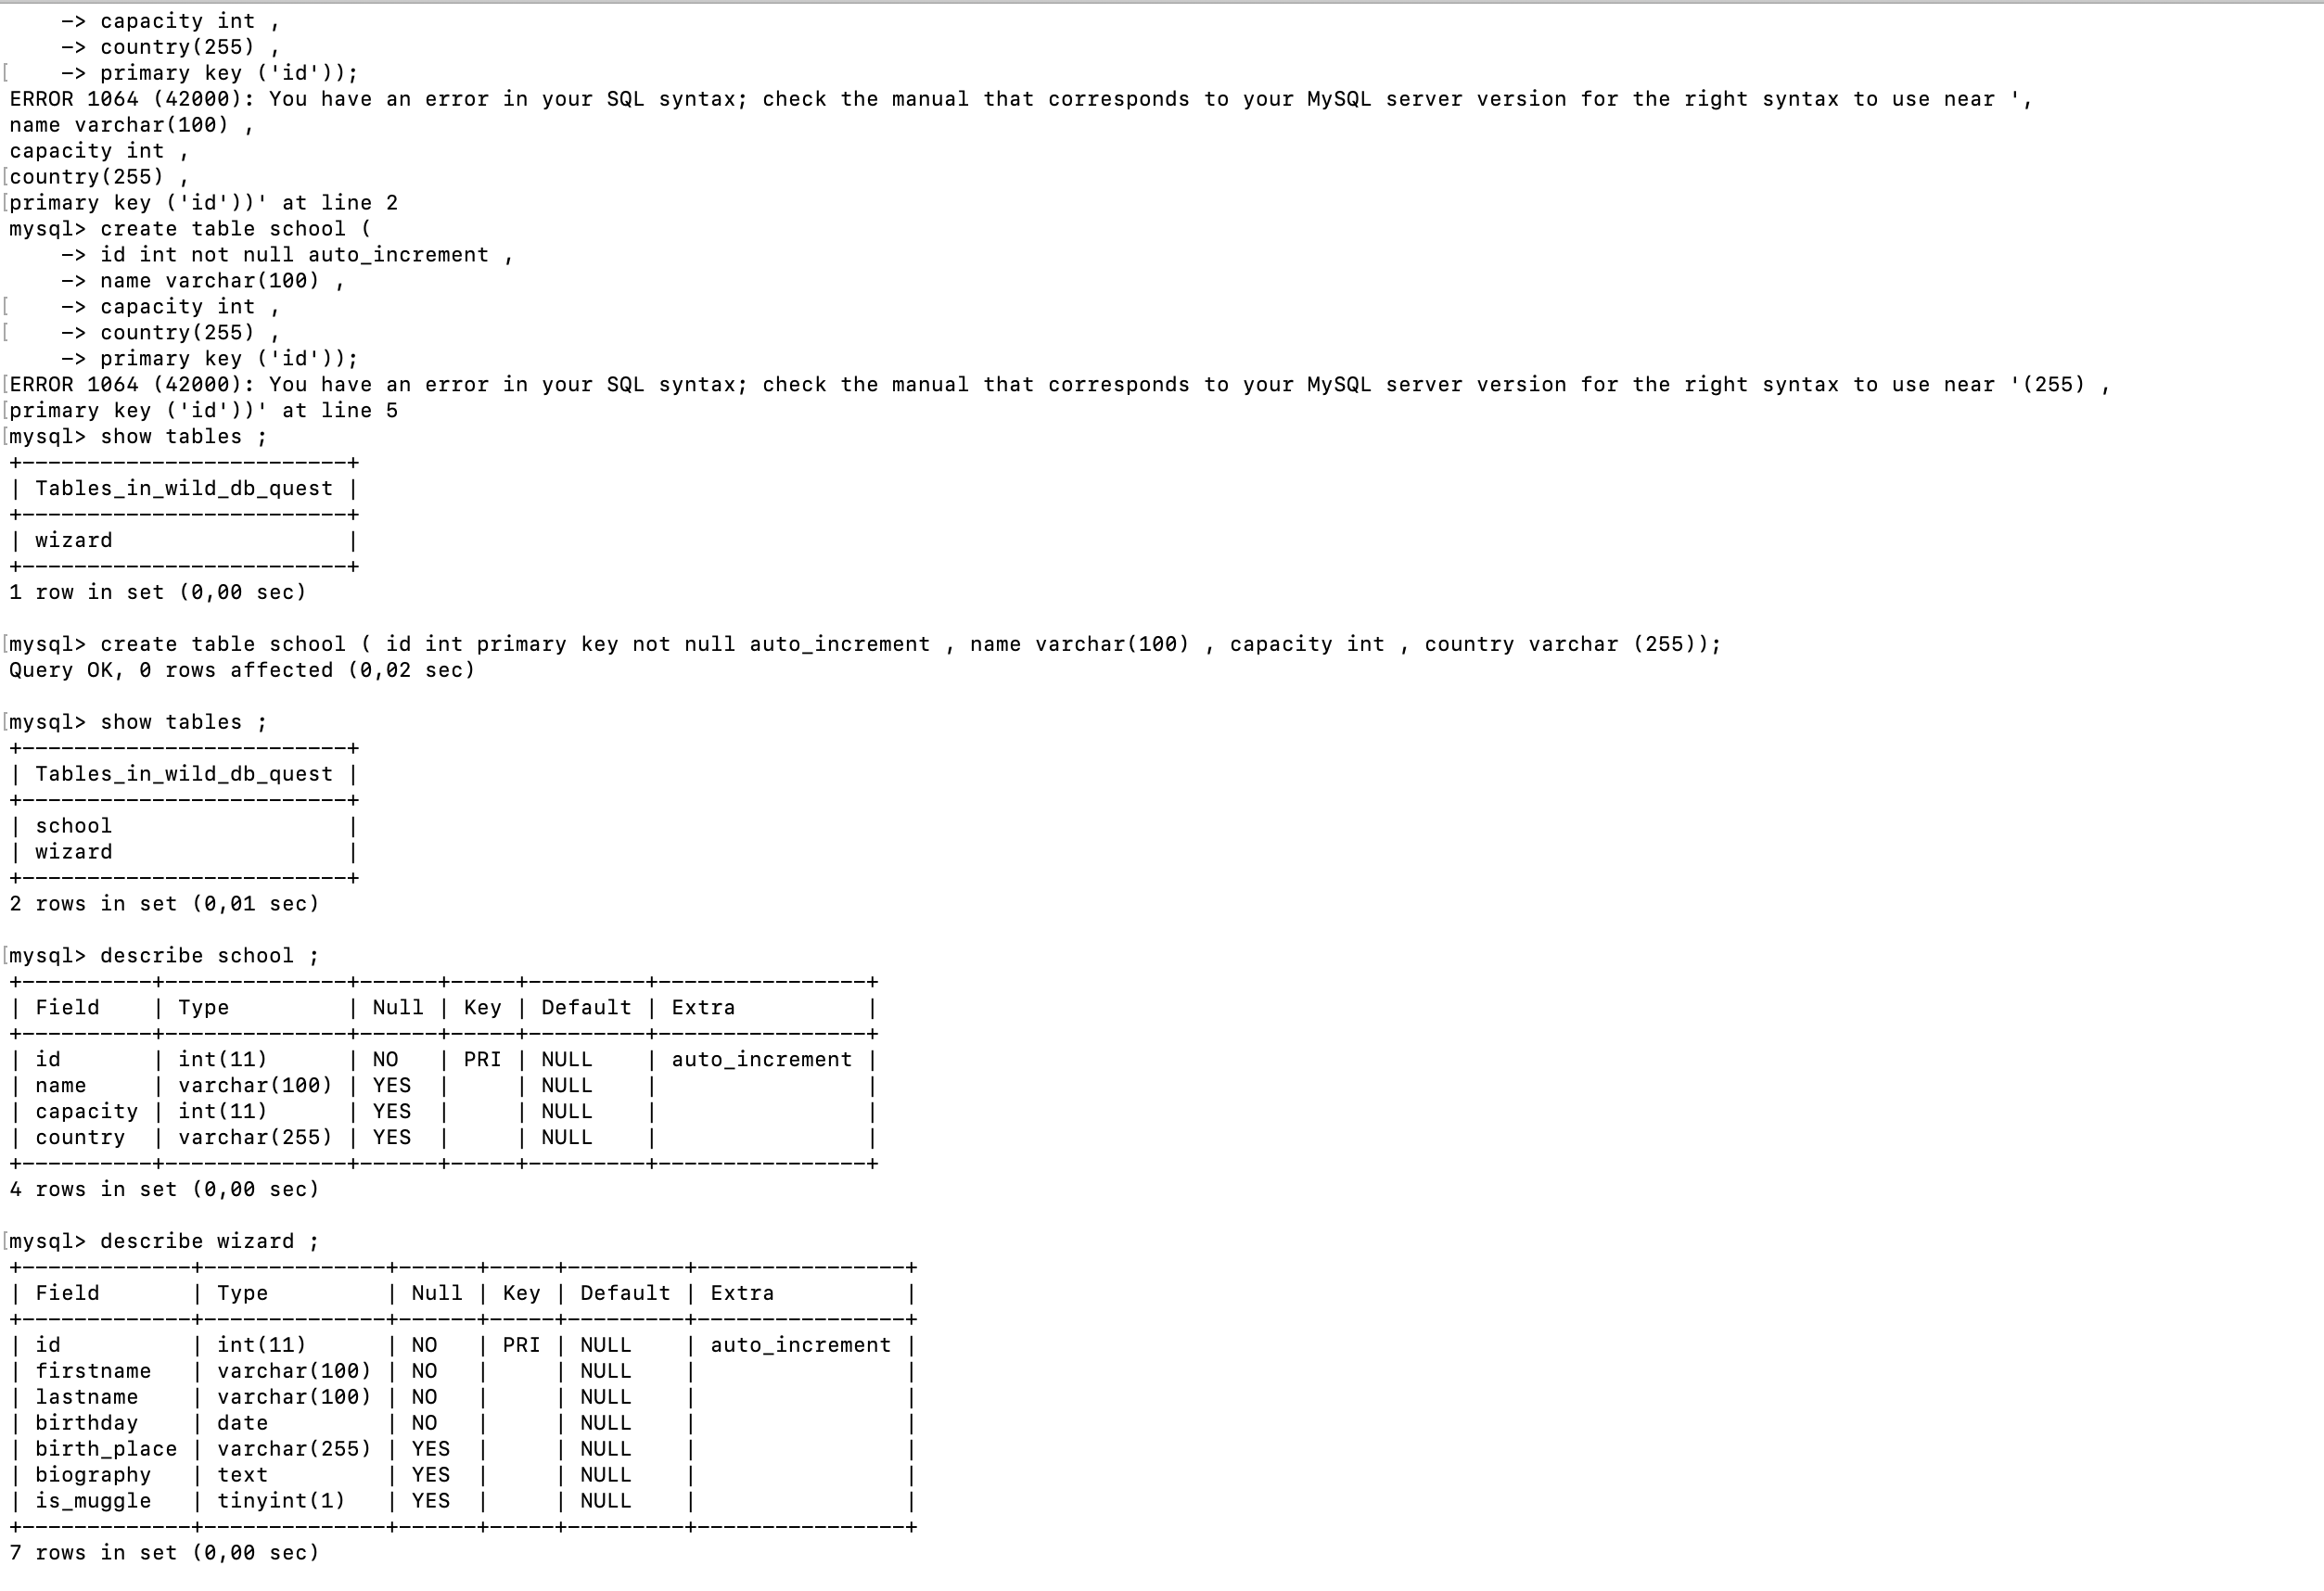 -> capacity int ,
    -> country(255) ,
[    -> primary key ('id'));
ERROR 1064 (42000): You have an error in your SQL syntax; check the manual that corresponds to your MySQL server version for the right syntax to use near ',
name varchar(100) ,
capacity int ,
[country(255) ,
[primary key ('id'))' at line 2
mysql> create table school (
    -> id int not null auto_increment ,
    -> name varchar(100) ,
[    -> capacity int ,
[    -> country(255) ,
    -> primary key ('id'));
[ERROR 1064 (42000): You have an error in your SQL syntax; check the manual that corresponds to your MySQL server version for the right syntax to use near '(255) ,
[primary key ('id'))' at line 5
[mysql> show tables ;
+-------------------------+
| Tables_in_wild_db_quest |
+-------------------------+
| wizard                  |
+-------------------------+
1 row in set (0,00 sec)

[mysql> create table school ( id int primary key not null auto_increment , name varchar(100) , capacity int , country varchar (255));
Query OK, 0 rows affected (0,02 sec)

[mysql> show tables ;
+-------------------------+
| Tables_in_wild_db_quest |
+-------------------------+
| school                  |
| wizard                  |
+-------------------------+
2 rows in set (0,01 sec)

[mysql> describe school ;
+----------+--------------+------+-----+---------+----------------+
| Field    | Type         | Null | Key | Default | Extra          |
+----------+--------------+------+-----+---------+----------------+
| id       | int(11)      | NO   | PRI | NULL    | auto_increment |
| name     | varchar(100) | YES  |     | NULL    |                |
| capacity | int(11)      | YES  |     | NULL    |                |
| country  | varchar(255) | YES  |     | NULL    |                |
+----------+--------------+------+-----+---------+----------------+
4 rows in set (0,00 sec)

[mysql> describe wizard ;
+-------------+--------------+------+-----+---------+----------------+
| Field       | Type         | Null | Key | Default | Extra          |
+-------------+--------------+------+-----+---------+----------------+
| id          | int(11)      | NO   | PRI | NULL    | auto_increment |
| firstname   | varchar(100) | NO   |     | NULL    |                |
| lastname    | varchar(100) | NO   |     | NULL    |                |
| birthday    | date         | NO   |     | NULL    |                |
| birth_place | varchar(255) | YES  |     | NULL    |                |
| biography   | text         | YES  |     | NULL    |                |
| is_muggle   | tinyint(1)   | YES  |     | NULL    |                |
+-------------+--------------+------+-----+---------+----------------+
7 rows in set (0,00 sec)